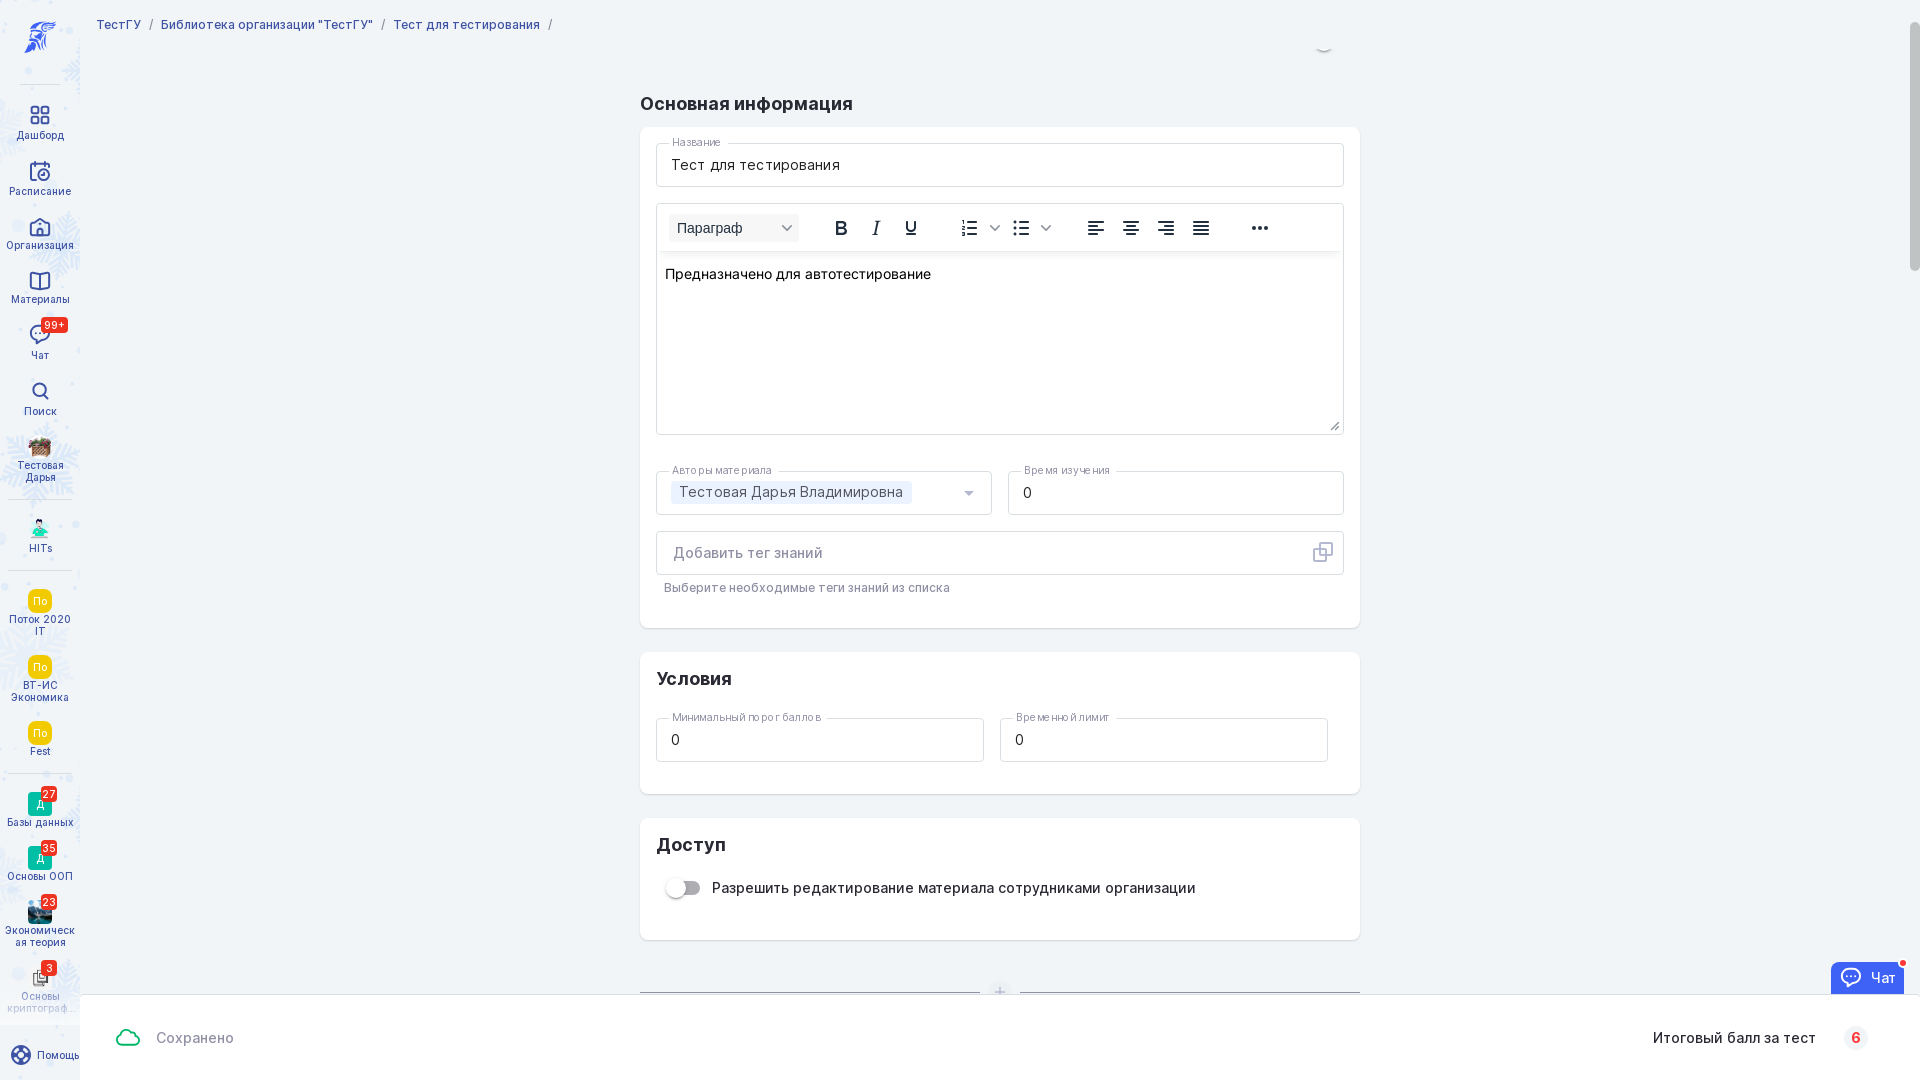 ТестГУ / Библиотека организации "ТестГУ" / Тест для тестирования /
Дашборд
Расписание
Организация
Материалы
99+
Чат
Поиск
Тестовая
Дарья
HITs
По
Поток 2020
IT
По
ВТ-ИС
Экономика
По
Fest
27
Д
Базы данных
35
Д
Основы ООП
23
Экономическ
ая теория
3
Основы
криптограф...
Помощь
Основная информация
Название
Тест для тестирования
Параграф
Предназначено для автотестирование
Авторы материала
Тестовая Дарья Владимировна
Время изучения
0
Добавить тег знаний
Выберите необходимые теги знаний из списка
Условия
Минимальный порог баллов
0
Временной лимит
0
Доступ
Разрешить редактирование материала сотрудниками организации
Чат
Сохранено
Итоговый балл за тест 6